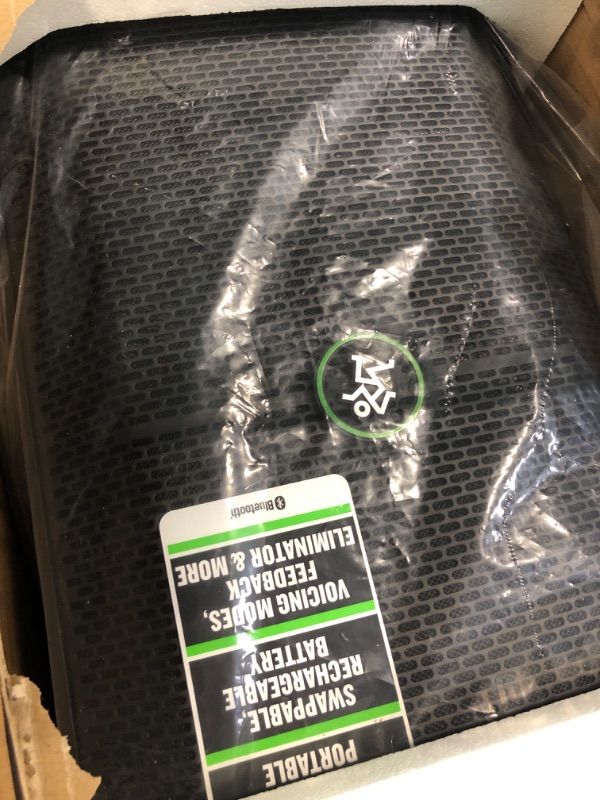 PORTABLE
SWAPPABLE,
RECHARGEABLE
BATTERY
VOICING MODES,
FEEDBACK
ELIMINATOR & MORE
Bluetooth